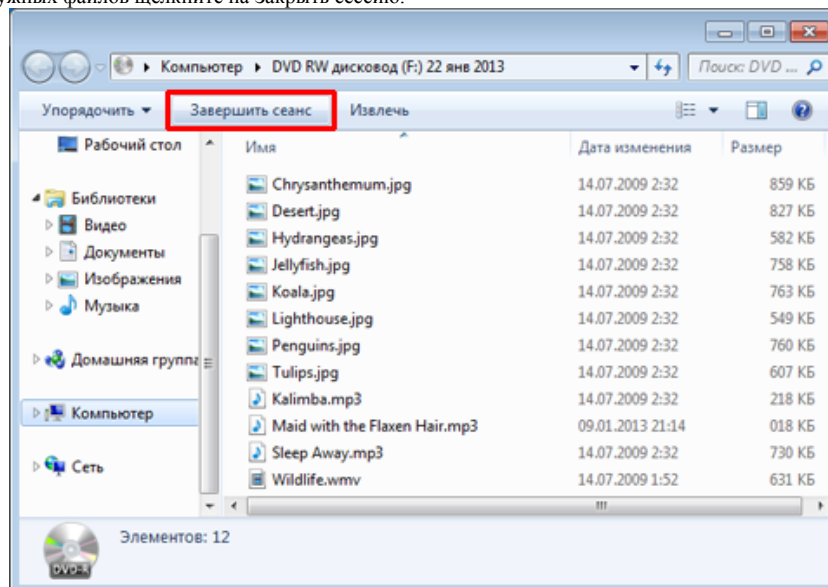 ужных файлов щелкните на закрыть сессию.
Компьютер DVD RW дисковод (F:) 22 янв 2013 Поиск: DVD ...
Упорядочить Завершить сеанс Извлечь
Рабочий стол
Библиотеки
Видео
Документы
Изображения
Музыка
Домашняя группа
Компьютер
Сеть
Имя Дата изменения Размер
Chrysanthemum.jpg 14.07.2009 2:32 859 КБ
Desert.jpg 14.07.2009 2:32 827 КБ
Hydrangeas.jpg 14.07.2009 2:32 582 КБ
Jellyfish.jpg 14.07.2009 2:32 758 КБ
Koala.jpg 14.07.2009 2:32 763 КБ
Lighthouse.jpg 14.07.2009 2:32 549 КБ
Penguins.jpg 14.07.2009 2:32 760 КБ
Tulips.jpg 14.07.2009 2:32 607 КБ
Kalimba.mp3 14.07.2009 2:32 218 КБ
Maid with the Flaxen Hair.mp3 09.01.2013 21:14 018 КБ
Sleep Away.mp3 14.07.2009 2:32 730 КБ
Wildlife.wmv 14.07.2009 1:52 631 КБ
Элементов: 12
DVD-R